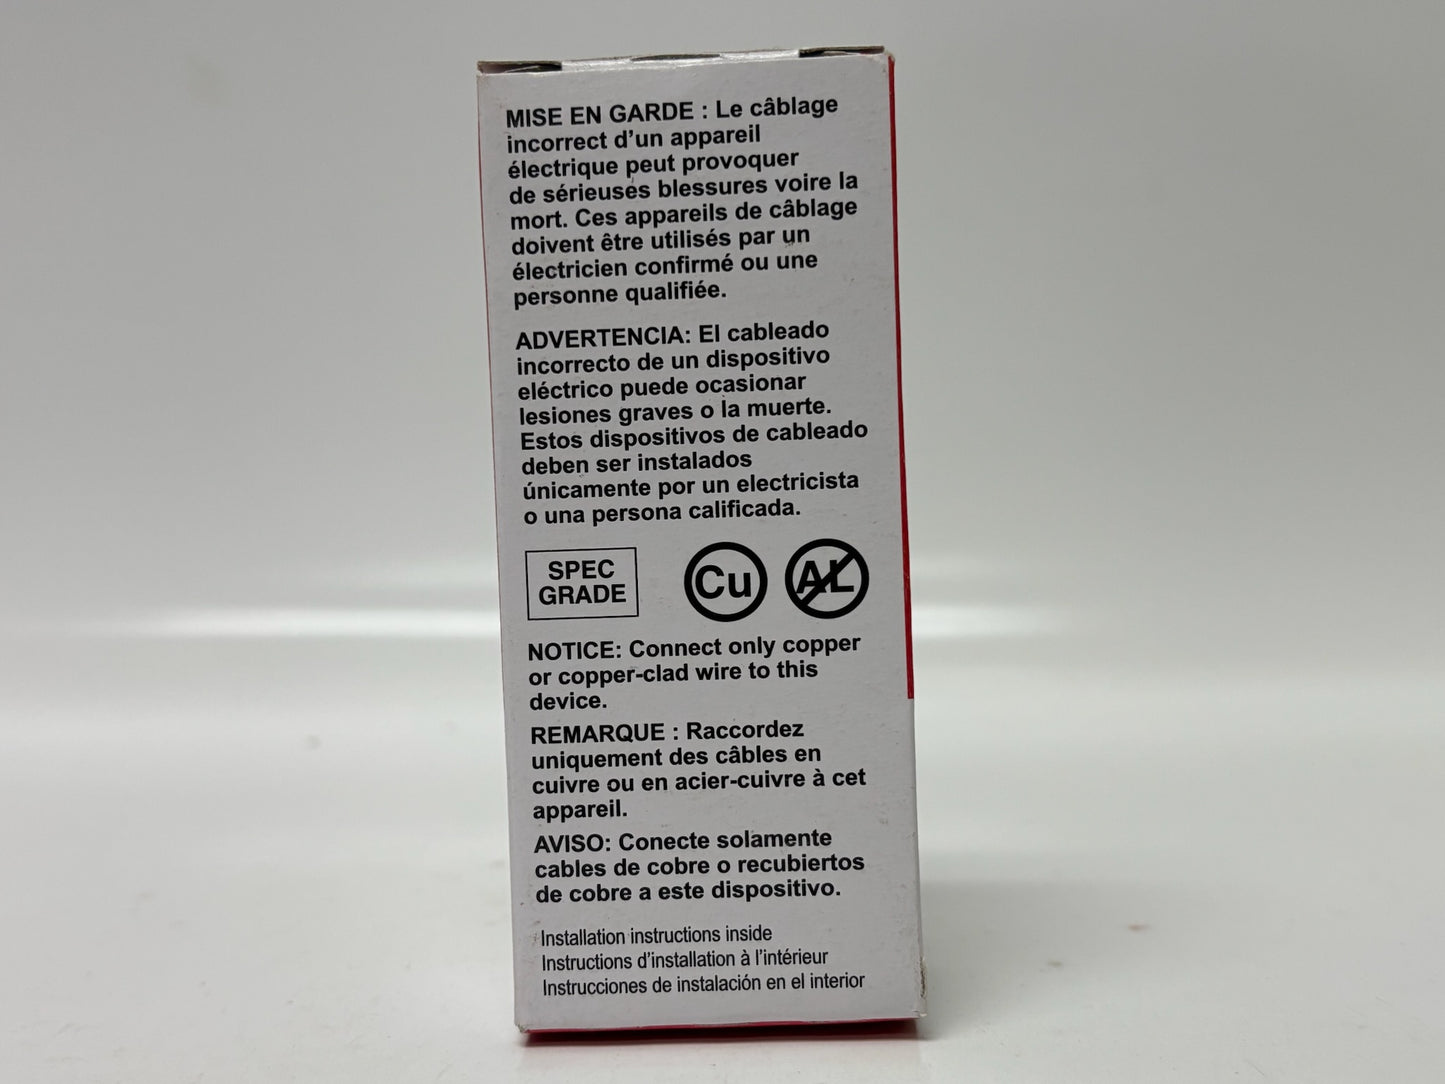 MISE EN GARDE : Le câblage
incorrect d'un appareil
électrique peut provoquer
de sérieuses blessures voire la
mort. Ces appareils de câblage
doivent être utilisés par un
électricien confirmé ou une
personne qualifiée.
ADVERTENCIA: El cableado
incorrecto de un dispositivo
eléctrico puede ocasionar
lesiones graves o la muerte.
Estos dispositivos de cableado
deben ser instalados
únicamente por un electricista
o una persona calificada.
SPEC
GRADE
Cu
AL
NOTICE: Connect only copper
or copper-clad wire to this
device.
REMARQUE : Raccordez
uniquement des câbles en
cuivre ou en acier-cuivre à cet
appareil.
AVISO: Conecte solamente
cables de cobre o recubiertos
de cobre a este dispositivo.
Installation instructions inside
Instructions d'installation à l'intérieur
Instrucciones de instalación en el interior